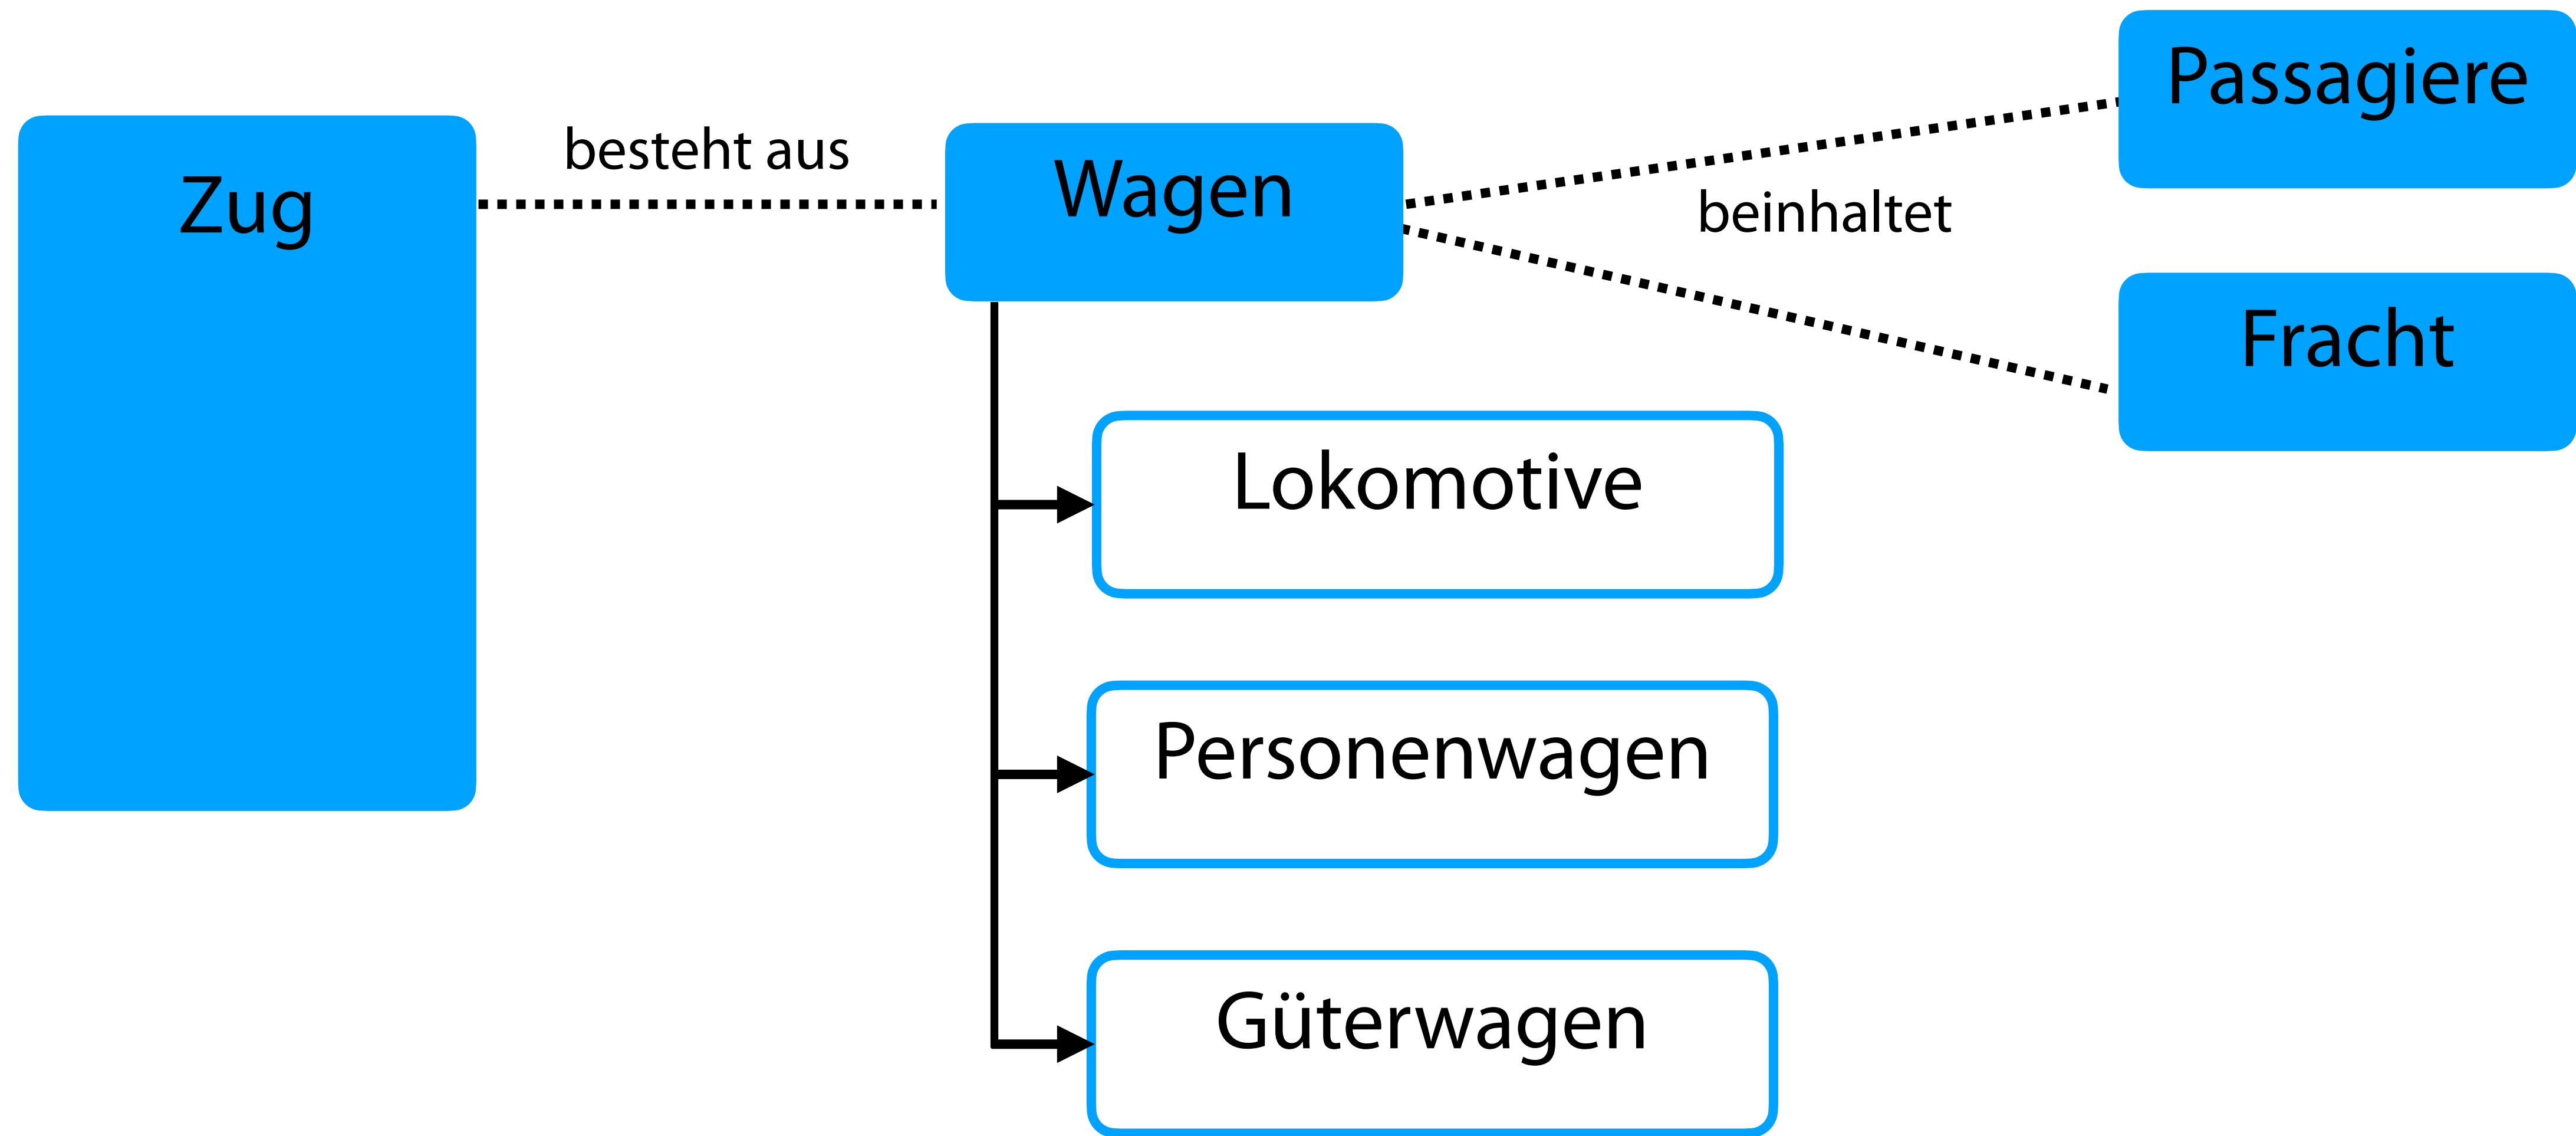 Zug
besteht aus
Wagen
beinhaltet
Passagiere
Fracht
Lokomotive
Personenwagen
Güterwagen